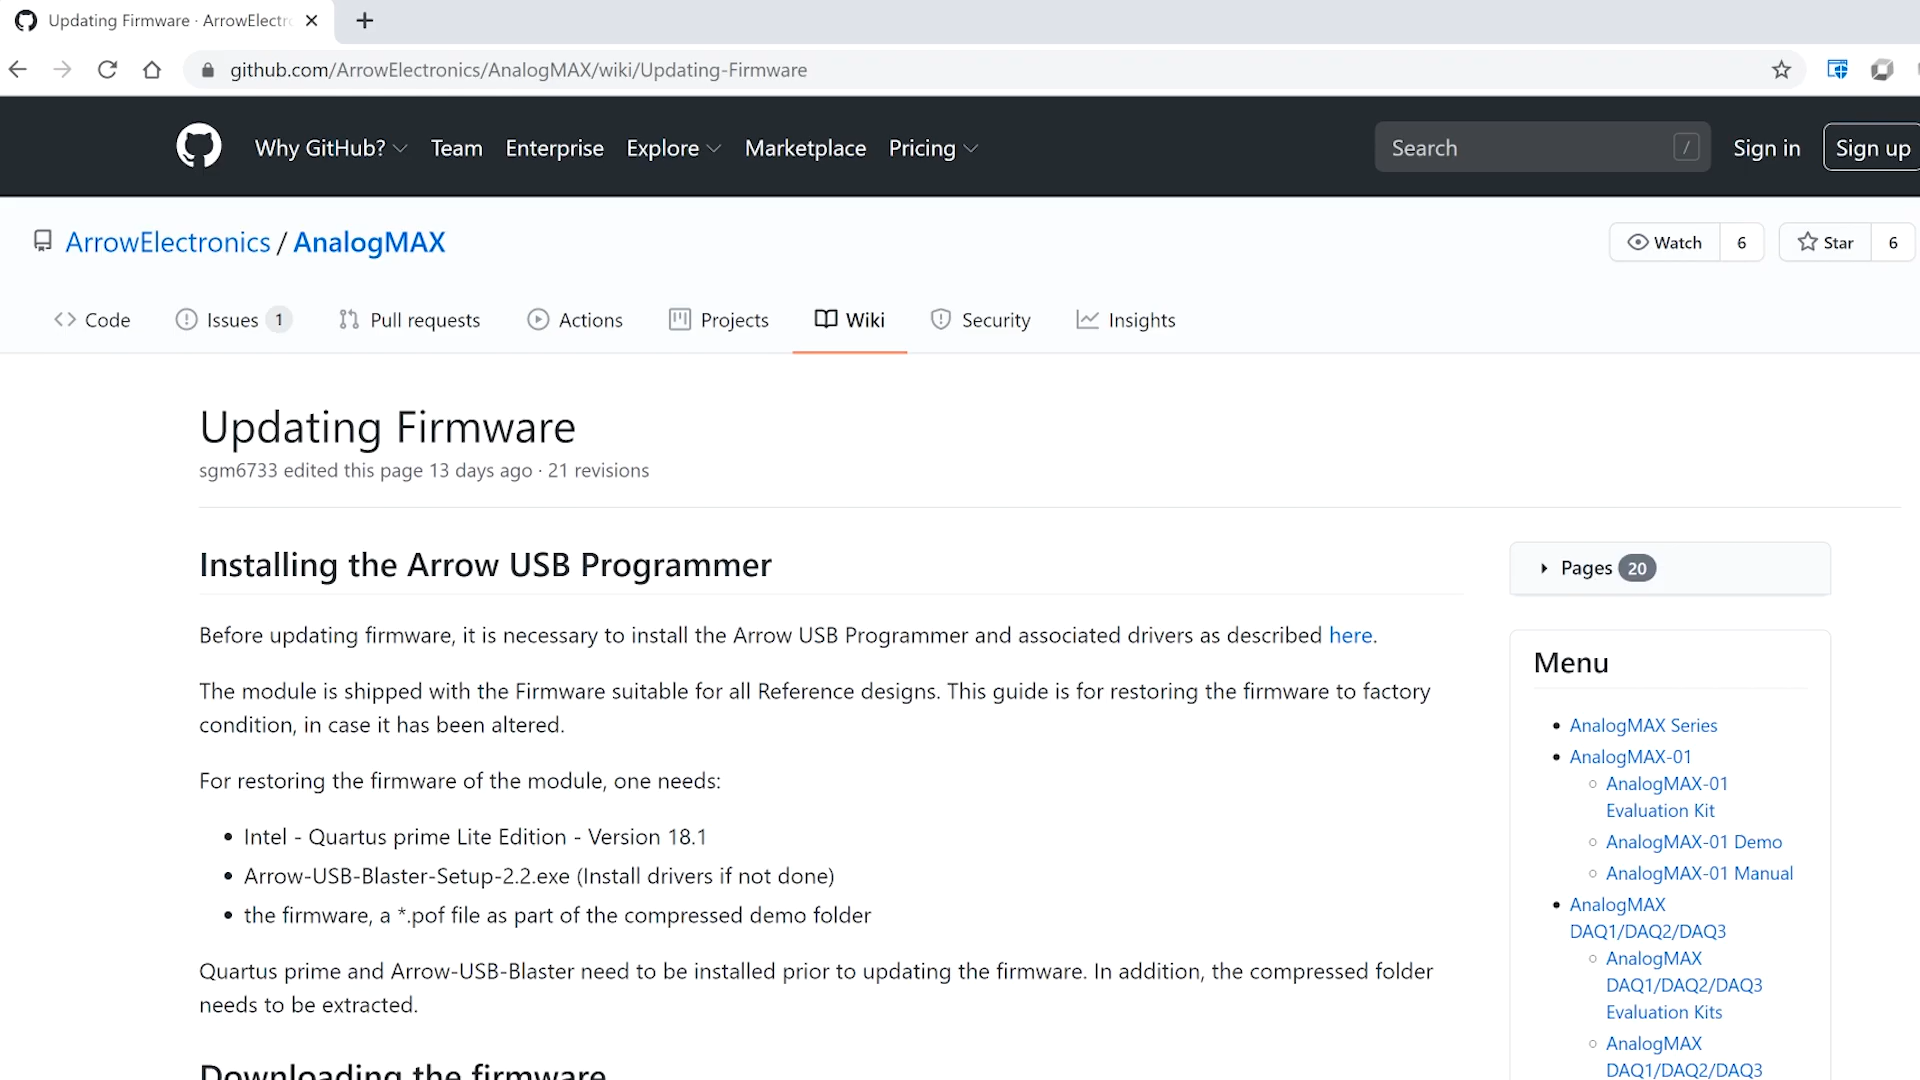 Updating Firmware · ArrowElectr
github.com/ArrowElectronics/AnalogMAX/wiki/Updating-Firmware
Why GitHub? Team Enterprise Explore Marketplace Pricing Search / Sign in Sign up
ArrowElectronics / AnalogMAX Watch 6 Star 6
Code Issues 1 Pull requests Actions Projects Wiki Security Insights
Updating Firmware
sgm6733 edited this page 13 days ago · 21 revisions
Installing the Arrow USB Programmer
Before updating firmware, it is necessary to install the Arrow USB Programmer and associated drivers as described here.
The module is shipped with the Firmware suitable for all Reference designs. This guide is for restoring the firmware to factory
condition, in case it has been altered.
For restoring the firmware of the module, one needs:
• Intel - Quartus prime Lite Edition - Version 18.1
• Arrow-USB-Blaster-Setup-2.2.exe (Install drivers if not done)
• the firmware, a *.pof file as part of the compressed demo folder
Quartus prime and Arrow-USB-Blaster need to be installed prior to updating the firmware. In addition, the compressed folder
needs to be extracted.
Downloading the firmware
Pages 20
Menu
• AnalogMAX Series
• AnalogMAX-01
○ AnalogMAX-01
Evaluation Kit
○ AnalogMAX-01 Demo
○ AnalogMAX-01 Manual
• AnalogMAX
DAQ1/DAQ2/DAQ3
○ AnalogMAX
DAQ1/DAQ2/DAQ3
Evaluation Kits
○ AnalogMAX
DAQ1/DAQ2/DAQ3